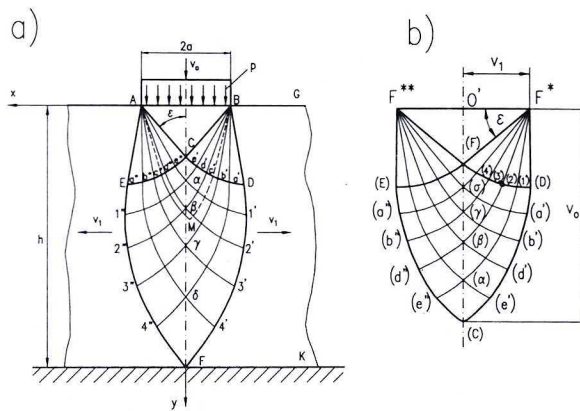 a)
b)
2a
v₀
p
x
A
B
G
ε
C
E
D
α
β
M
γ
δ
1"
1'
2"
2'
3"
3'
4"
4'
v₁
v₁
h
F
K
y
v₁
F**
O'
F*
ε
(F)
(4)
(3)
(2)
(1)
(E)
(D)
(σ)
(a")
(a')
(γ)
(b")
(b')
(β)
(d")
(d')
(α)
(e")
(e')
(C)
v₀